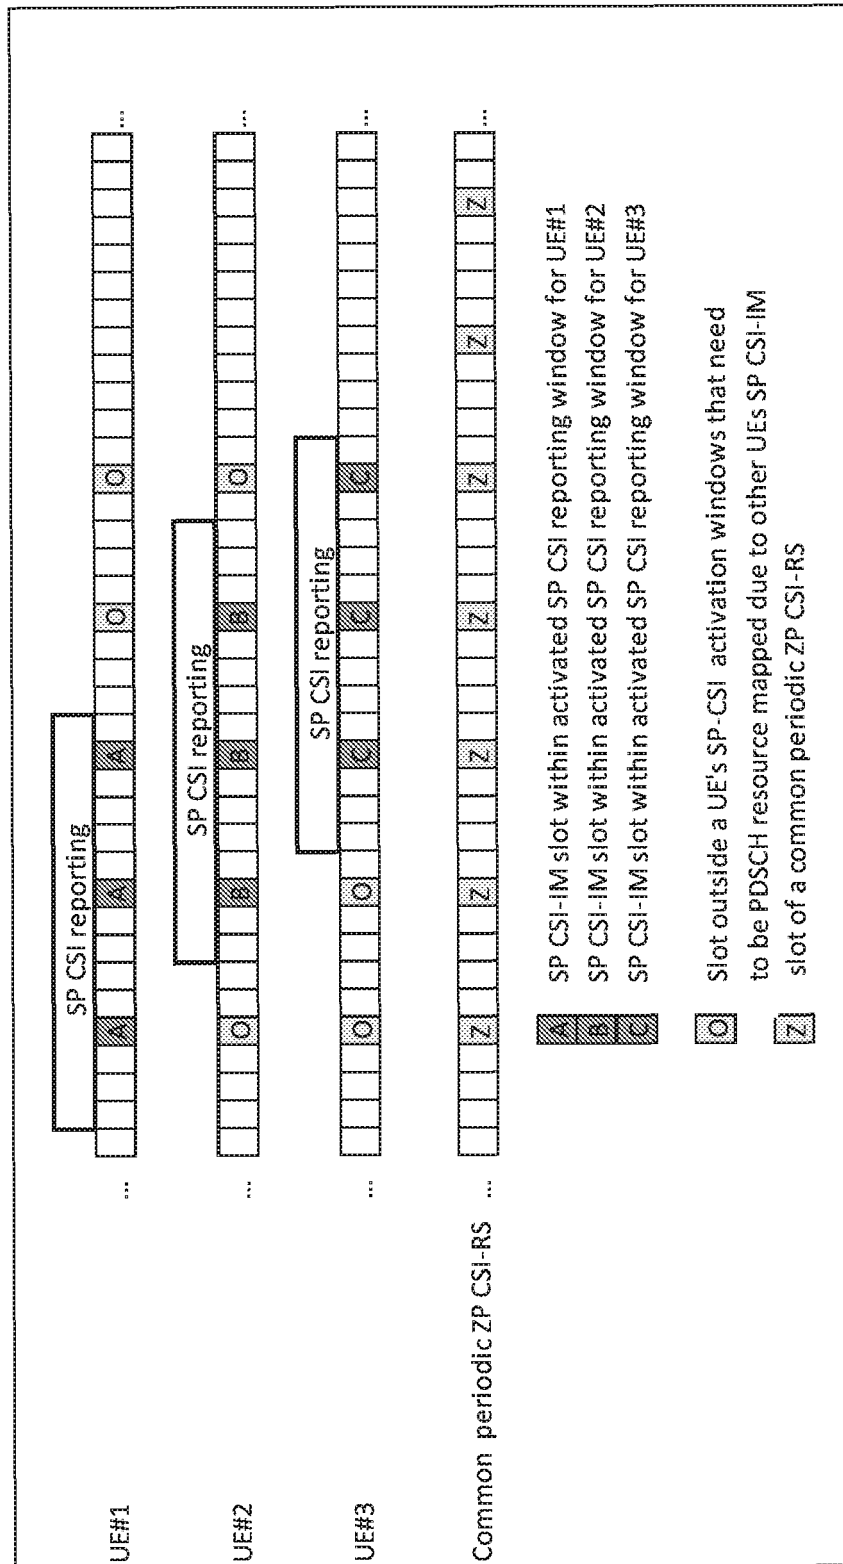 SP CSI reporting
UE#1 ... A A A O O ...
SP CSI reporting
UE#2 ... O B B B O ...
SP CSI reporting
UE#3 ... O O C C C ...
Common periodic ZP CSI-RS ... Z Z Z Z Z Z Z
A SP CSI-IM slot within activated SP CSI reporting window for UE#1
B SP CSI-IM slot within activated SP CSI reporting window for UE#2
C SP CSI-IM slot within activated SP CSI reporting window for UE#3
O Slot outside a UE's SP-CSI activation windows that need
to be PDSCH resource mapped due to other UEs SP CSI-IM
Z slot of a common periodic ZP CSI-RS